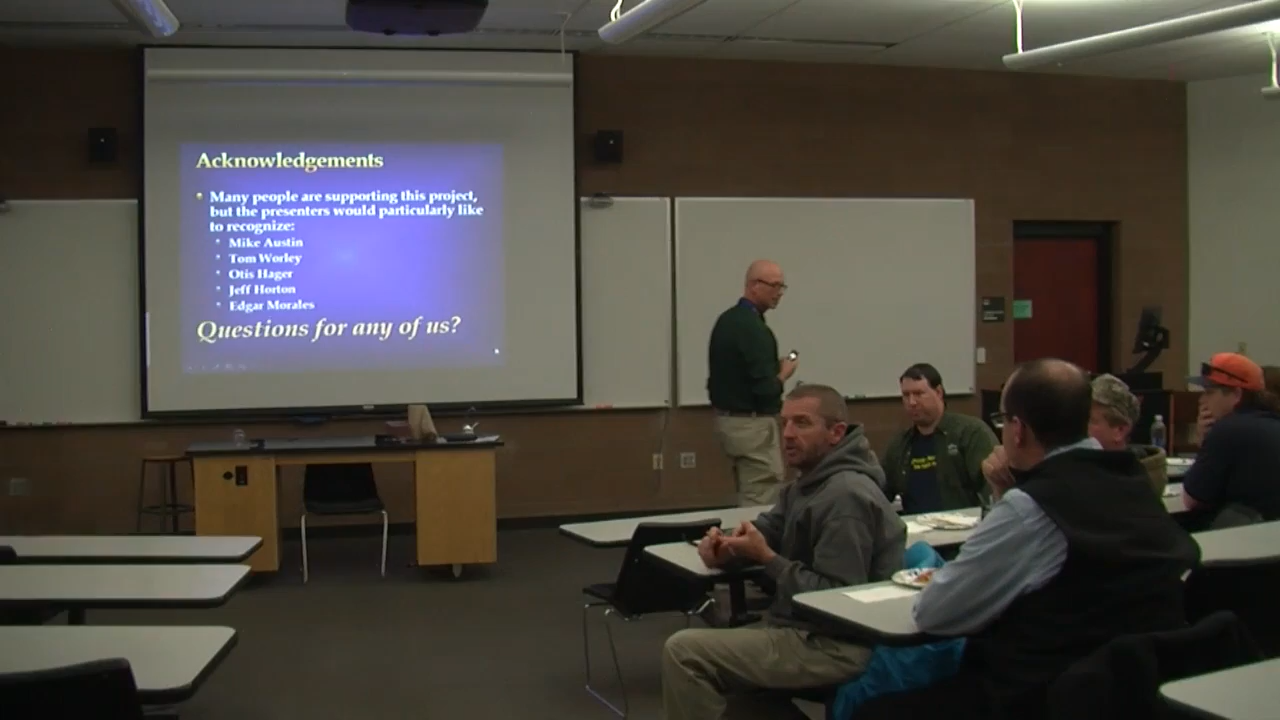 Acknowledgements
Many people are supporting this project,
but the presenters would particularly like
to recognize:
Mike Austin
Tom Worley
Otis Hager
Jeff Horton
Edgar Morales
Questions for any of us?